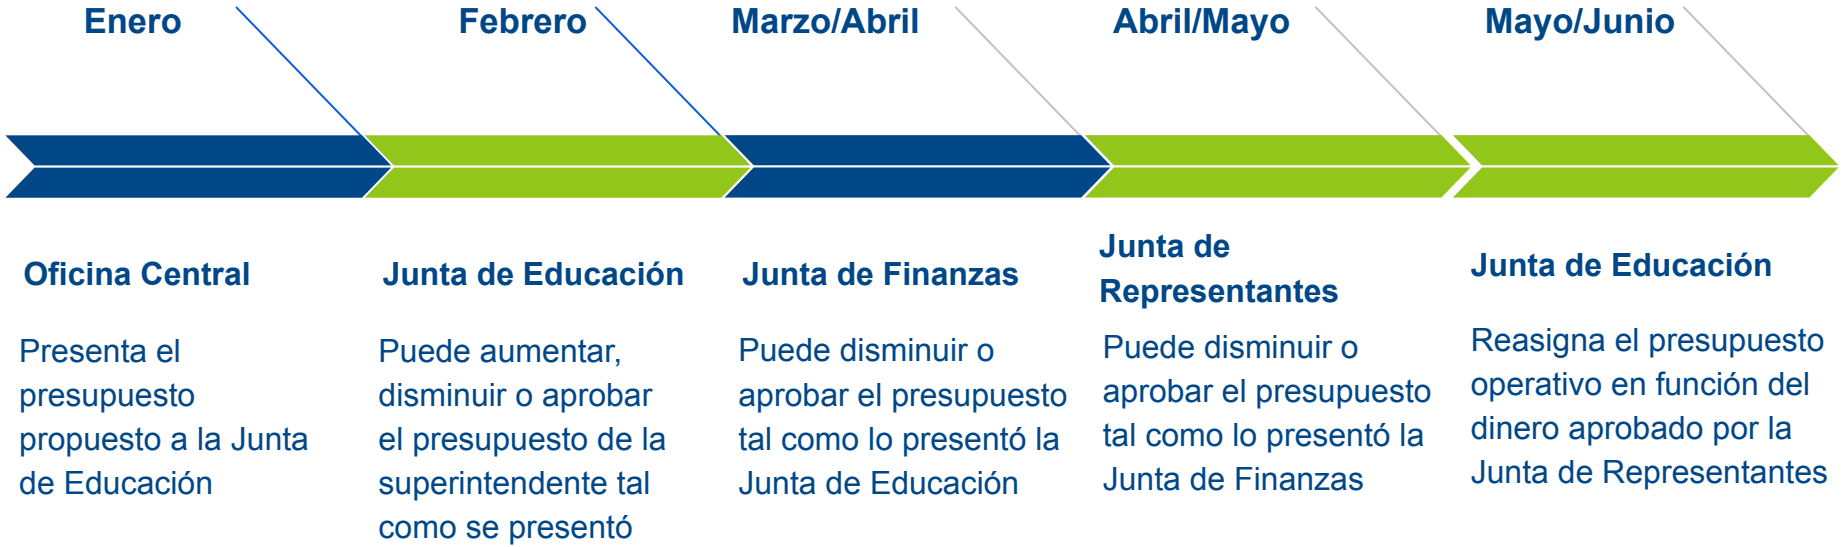 Enero
Febrero
Marzo/Abril
Abril/Mayo
Mayo/Junio
Oficina Central
Presenta el
presupuesto
propuesto a la Junta
de Educación
Junta de Educación
Puede aumentar,
disminuir o aprobar
el presupuesto de la
superintendente tal
como se presentó
Junta de Finanzas
Puede disminuir o
aprobar el presupuesto
tal como lo presentó la
Junta de Educación
Junta de
Representantes
Puede disminuir o
aprobar el presupuesto
tal como lo presentó la
Junta de Finanzas
Junta de Educación
Reasigna el presupuesto
operativo en función del
dinero aprobado por la
Junta de Representantes